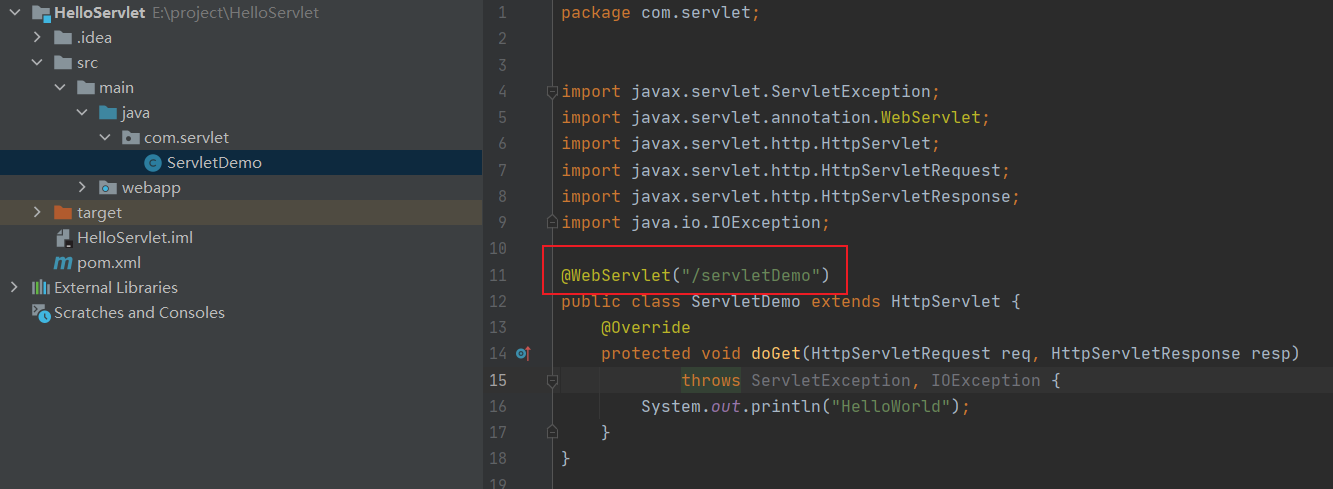 HelloServlet E:\project\HelloServlet
.idea
src
main
java
com.servlet
ServletDemo
webapp
target
HelloServlet.iml
pom.xml
External Libraries
Scratches and Consoles
1 package com.servlet;
2
3
4 import javax.servlet.ServletException;
5 import javax.servlet.annotation.WebServlet;
6 import javax.servlet.http.HttpServlet;
7 import javax.servlet.http.HttpServletRequest;
8 import javax.servlet.http.HttpServletResponse;
9 import java.io.IOException;
10
11 @WebServlet("/servletDemo")
12 public class ServletDemo extends HttpServlet {
13 @Override
14 protected void doGet(HttpServletRequest req, HttpServletResponse resp)
15 throws ServletException, IOException {
16 System.out.println("HelloWorld");
17 }
18 }
19